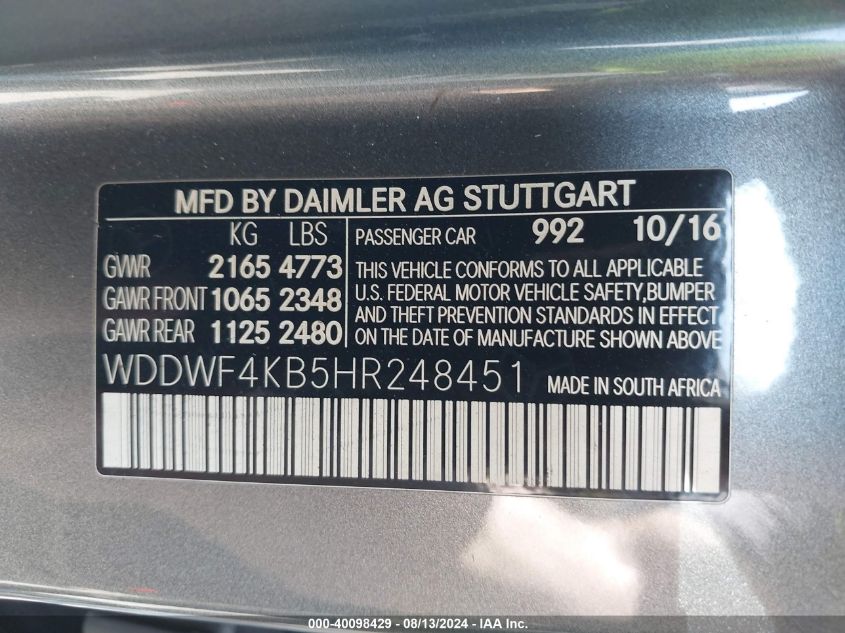 MFD BY DAIMLER AG STUTTGART
KG LBS
GVWR 2165 4773
GAWR FRONT 1065 2348
GAWR REAR 1125 2480
PASSENGER CAR 992 10/16
THIS VEHICLE CONFORMS TO ALL APPLICABLE
U.S. FEDERAL MOTOR VEHICLE SAFETY,BUMPER
AND THEFT PREVENTION STANDARDS IN EFFECT
ON THE DATE OF MANUFACTURE SHOWN ABOVE
WDDWF4KB5HR248451 MADE IN SOUTH AFRICA
000-40098429 - 08/13/2024 - IAA Inc.